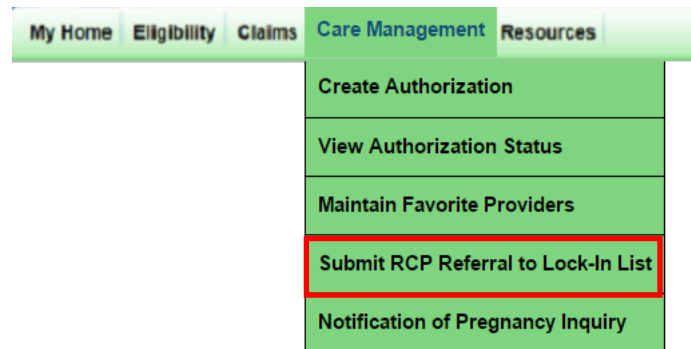 My Home Eligibility Claims Care Management Resources
Create Authorization
View Authorization Status
Maintain Favorite Providers
Submit RCP Referral to Lock-In List
Notification of Pregnancy Inquiry